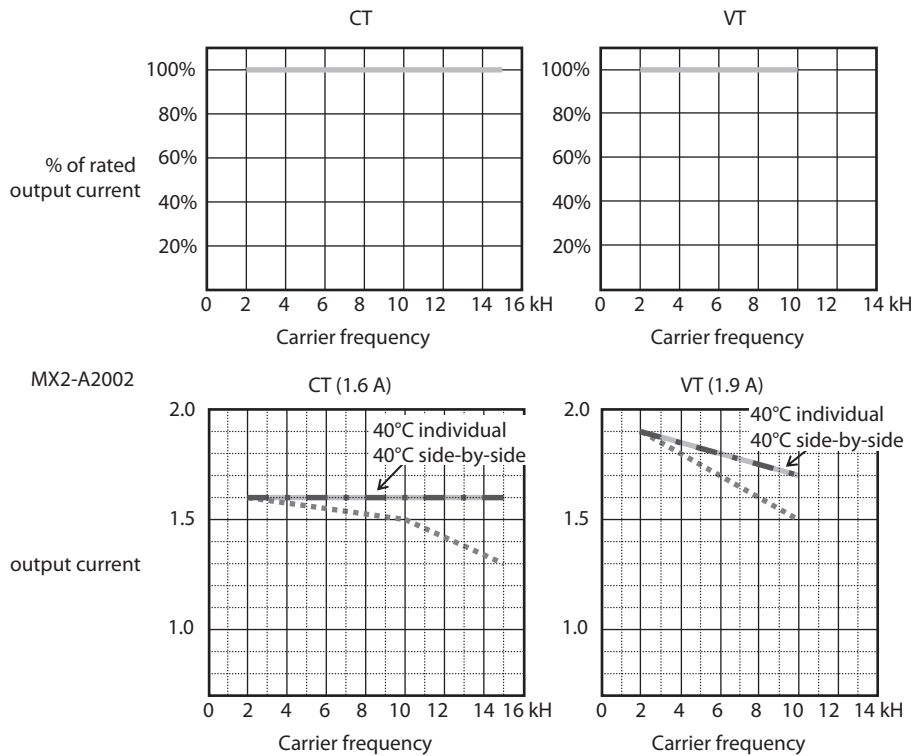 CT
VT
100%
80%
60%
40%
20%
% of rated
output current
0 2 4 6 8 10 12 14 16 kH
Carrier frequency
100%
80%
60%
40%
20%
0 2 4 6 8 10 12 14 kH
Carrier frequency
MX2-A2002
CT (1.6 A)
VT (1.9 A)
2.0
1.5
1.0
output current
40°C individual
40°C side-by-side
0 2 4 6 8 10 12 14 16 kH
Carrier frequency
2.0
1.5
1.0
40°C individual
40°C side-by-side
0 2 4 6 8 10 12 14 kH
Carrier frequency